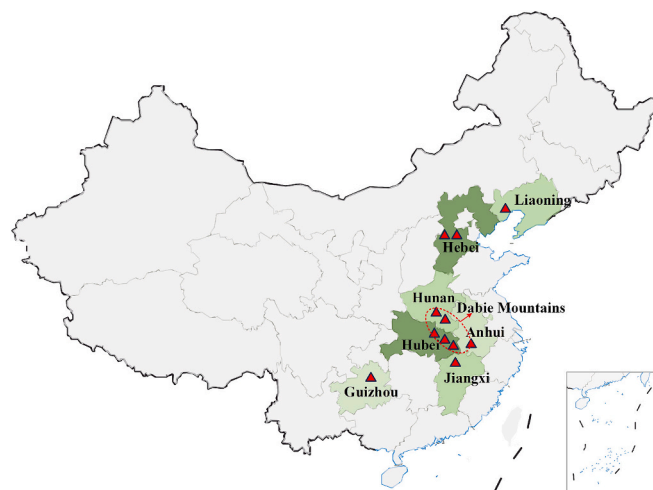 Liaoning
Hebei
Hunan
Dabie Mountains
Anhui
Hubei
Jiangxi
Guizhou